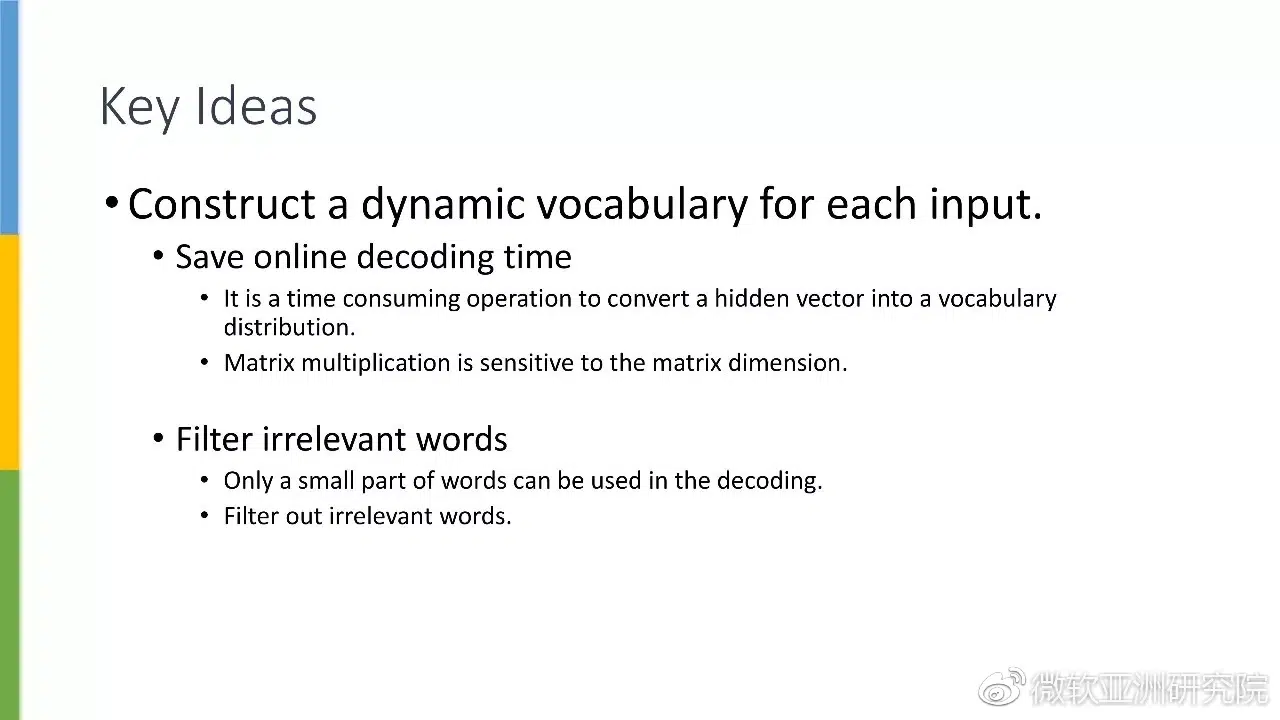 Key Ideas
• Construct a dynamic vocabulary for each input.
• Save online decoding time
• It is a time consuming operation to convert a hidden vector into a vocabulary
distribution.
• Matrix multiplication is sensitive to the matrix dimension.
• Filter irrelevant words
• Only a small part of words can be used in the decoding.
• Filter out irrelevant words.
微软亚洲研究院